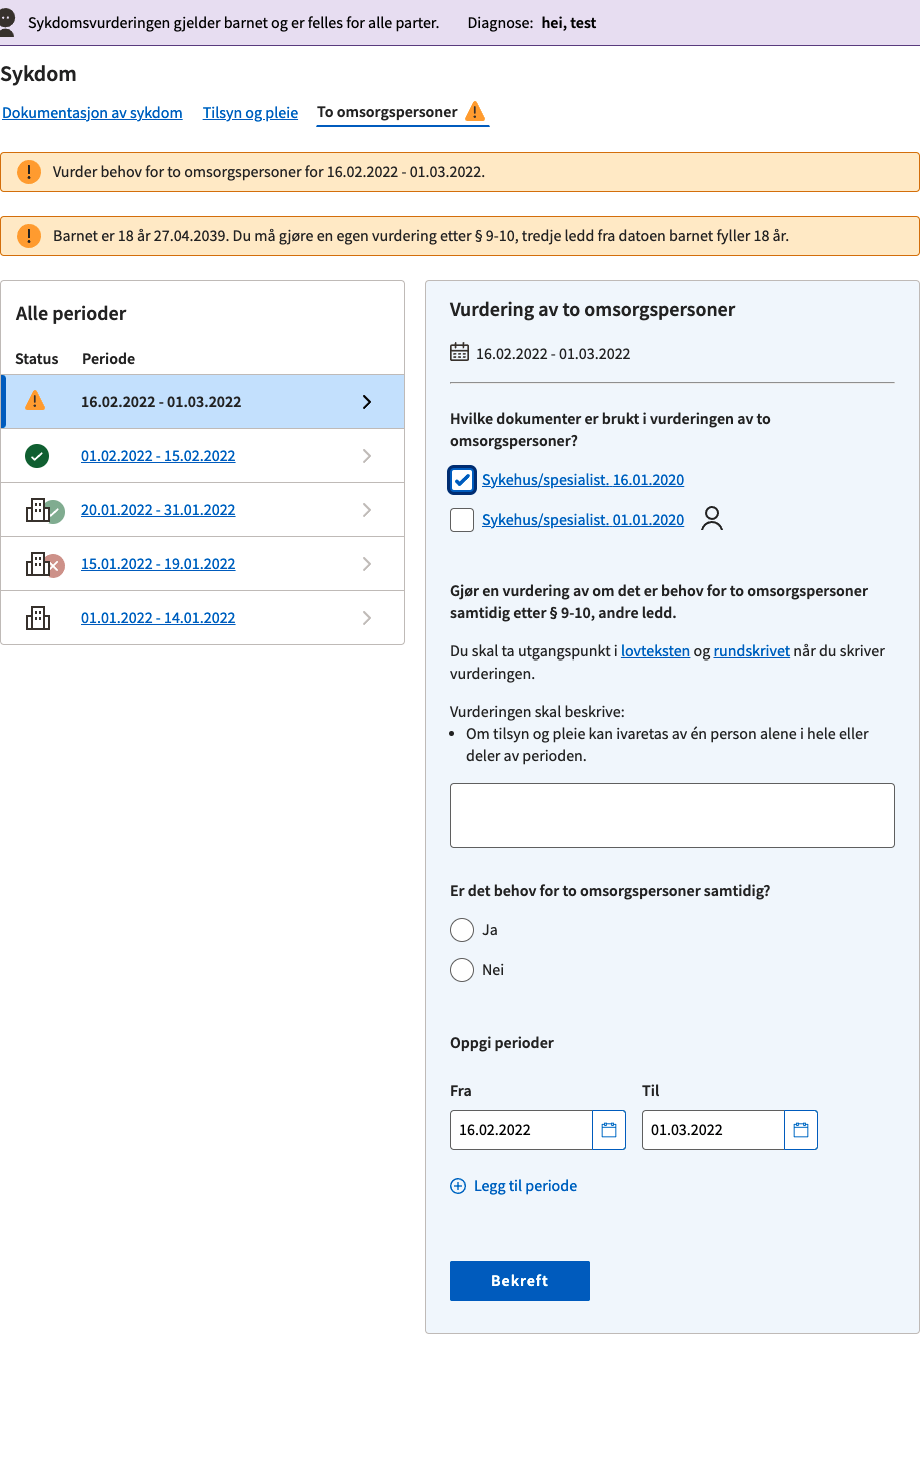 Sykdomsvurderingen gjelder barnet og er felles for alle parter. Diagnose: hei, test
Sykdom
Dokumentasjon av sykdom Tilsyn og pleie To omsorgspersoner
Vurder behov for to omsorgspersoner for 16.02.2022 - 01.03.2022.
Barnet er 18 år 27.04.2039. Du må gjøre en egen vurdering etter § 9-10, tredje ledd fra datoen barnet fyller 18 år.
Alle perioder
Status Periode
16.02.2022 - 01.03.2022
01.02.2022 - 15.02.2022
20.01.2022 - 31.01.2022
15.01.2022 - 19.01.2022
01.01.2022 - 14.01.2022
Vurdering av to omsorgspersoner
16.02.2022 - 01.03.2022
Hvilke dokumenter er brukt i vurderingen av to
omsorgspersoner?
Sykehus/spesialist. 16.01.2020
Sykehus/spesialist. 01.01.2020
Gjør en vurdering av om det er behov for to omsorgspersoner
samtidig etter § 9-10, andre ledd.
Du skal ta utgangspunkt i lovteksten og rundskrivet når du skriver
vurderingen.
Vurderingen skal beskrive:
• Om tilsyn og pleie kan ivaretas av én person alene i hele eller
deler av perioden.
Er det behov for to omsorgspersoner samtidig?
Ja
Nei
Oppgi perioder
Fra Til
16.02.2022 01.03.2022
Legg til periode
Bekreft